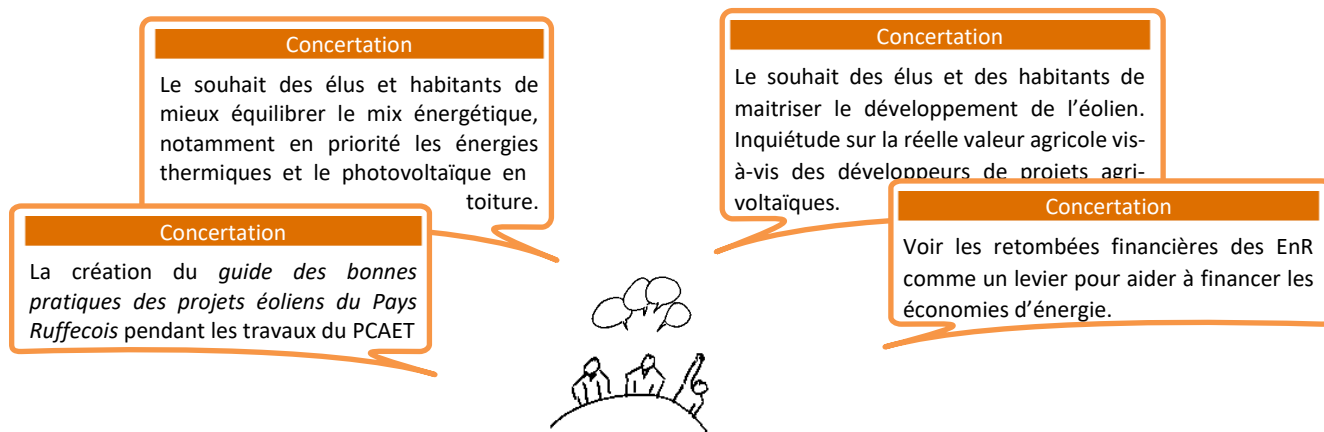 Concertation
Le souhait des élus et habitants de
mieux équilibrer le mix énergétique,
notamment en priorité les énergies
thermiques et le photovoltaïque en
toiture.
Concertation
La création du guide des bonnes
pratiques des projets éoliens du Pays
Ruffecois pendant les travaux du PCAET
Concertation
Le souhait des élus et des habitants de
maitriser le développement de l’éolien.
Inquiétude sur la réelle valeur agricole vis-
à-vis des développeurs de projets agri-
voltaïques.
Concertation
Voir les retombées financières des EnR
comme un levier pour aider à financer les
économies d’énergie.